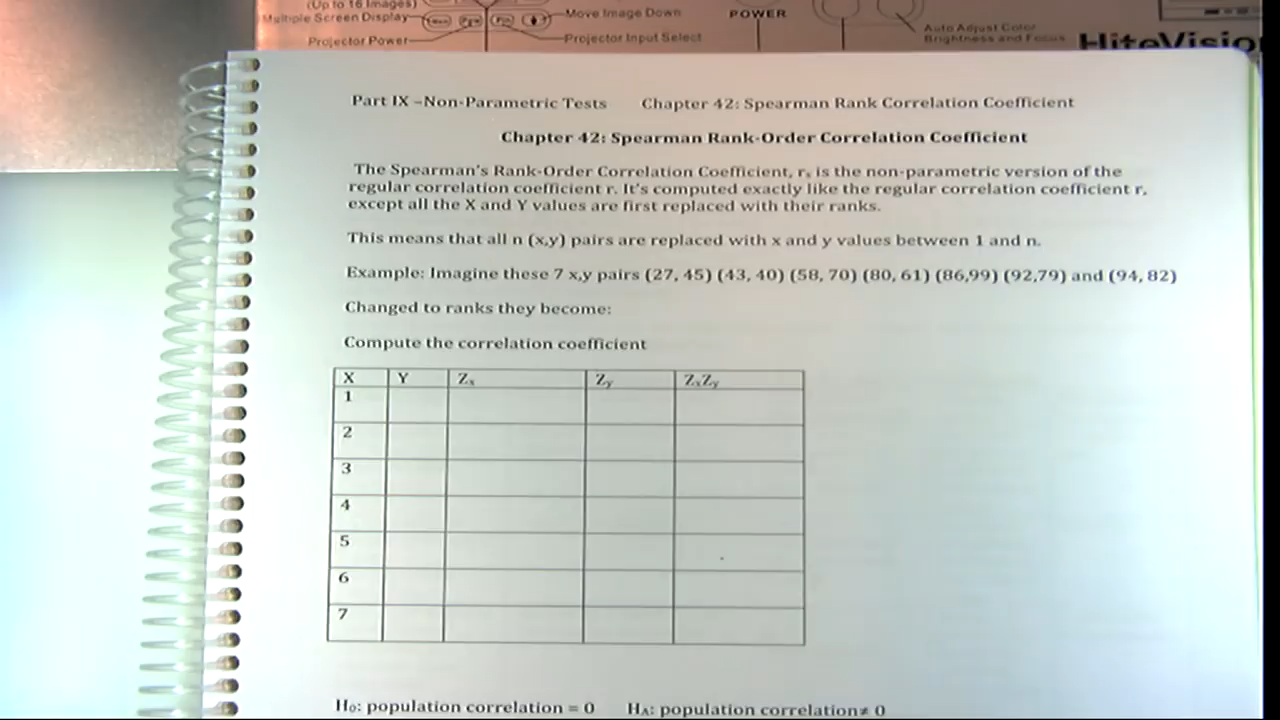 (Up to 16 Images)
Multiple Screen Display
Move Image Down
POWER
Projector Power
Projector Input Select
Auto Adjust Color
Brightness and Focus
HiteVision
Part IX –Non-Parametric Tests Chapter 42: Spearman Rank Correlation Coefficient
Chapter 42: Spearman Rank-Order Correlation Coefficient
The Spearman's Rank-Order Correlation Coefficient, rs is the non-parametric version of the
regular correlation coefficient r. It's computed exactly like the regular correlation coefficient r,
except all the X and Y values are first replaced with their ranks.
This means that all n (x,y) pairs are replaced with x and y values between 1 and n.
Example: Imagine these 7 x,y pairs (27, 45) (43, 40) (58, 70) (80, 61) (86,99) (92,79) and (94, 82)
Changed to ranks they become:
Compute the correlation coefficient
X Y Zx Zy ZxZy
1
2
3
4
5
6
7
H0: population correlation = 0 HA: population correlation≠ 0